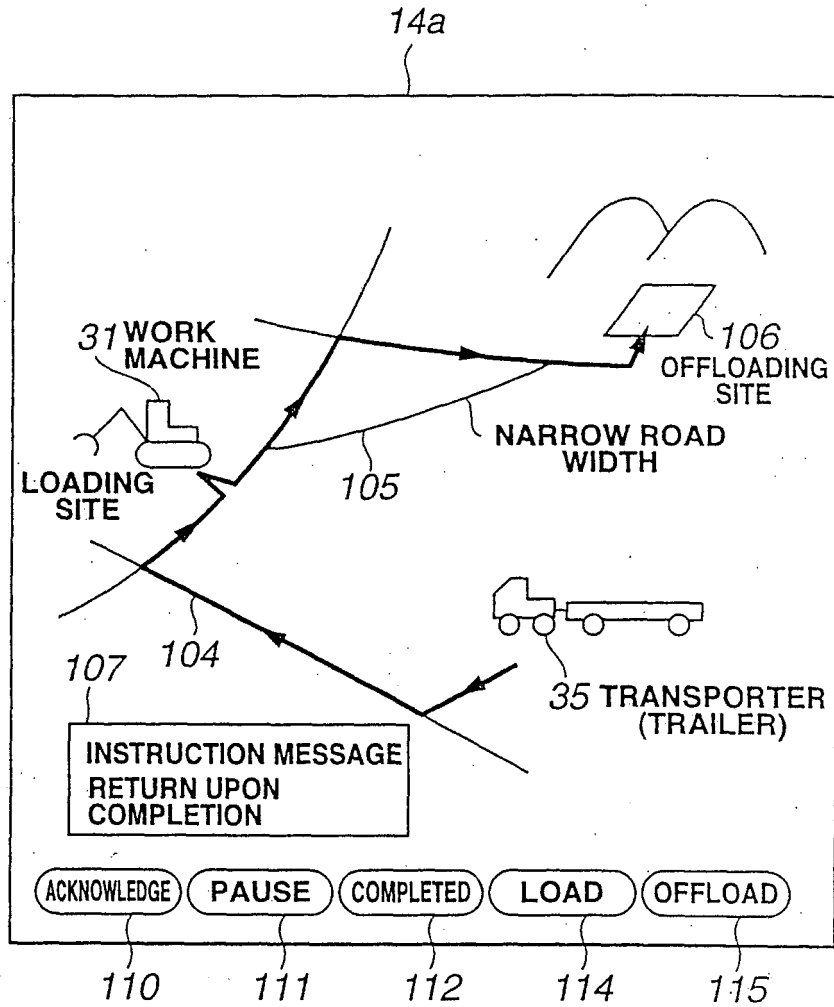 14a
31 WORK
MACHINE
106
OFFLOADING
SITE
NARROW ROAD
WIDTH
105
LOADING
SITE
104
35 TRANSPORTER
(TRAILER)
107
INSTRUCTION MESSAGE
RETURN UPON
COMPLETION
ACKNOWLEDGE PAUSE COMPLETED LOAD OFFLOAD
110 111 112 114 115